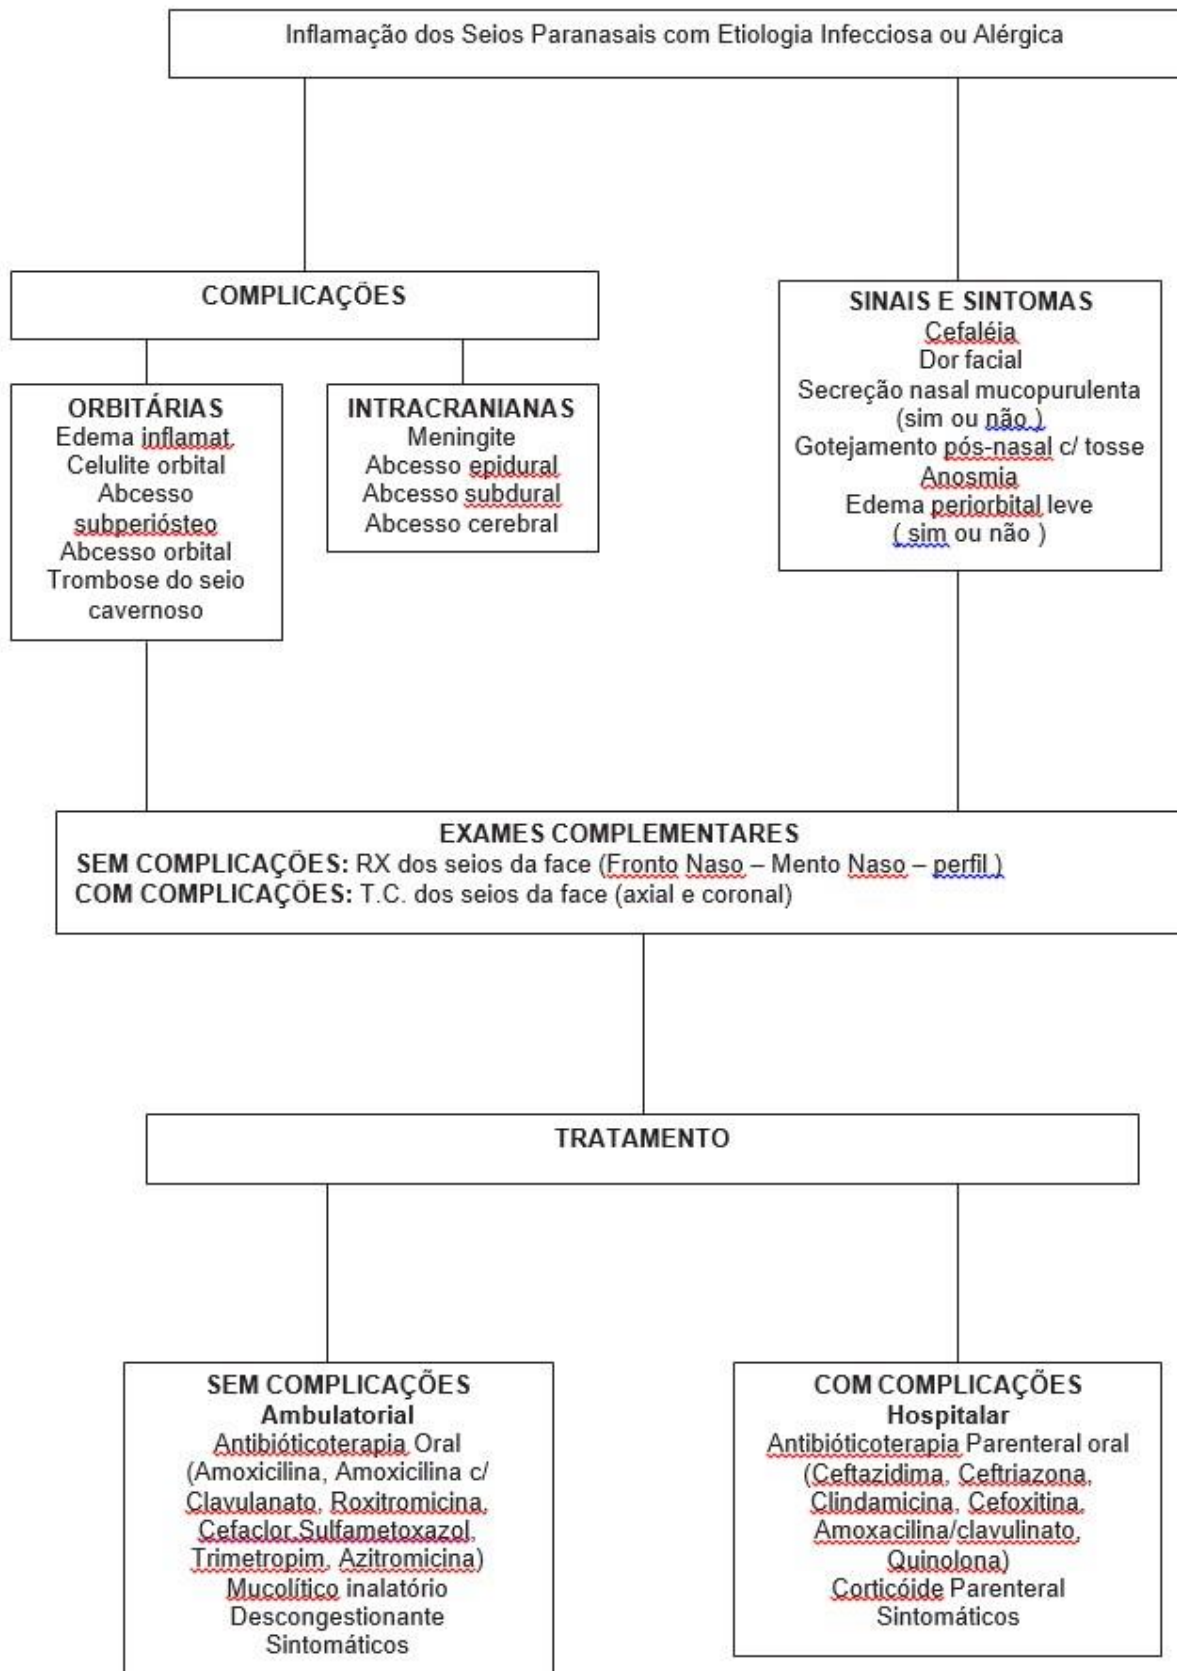 Inflamação dos Seios Paranasais com Etiologia Infecciosa ou Alérgica
COMPLICAÇÕES
ORBITÁRIAS
Edema inflamat.
Celulite orbital
Abcesso
subperiósteo
Abcesso orbital
Trombose do seio
cavernoso
INTRACRANIANAS
Meningite
Abcesso epidural
Abcesso subdural
Abcesso cerebral
SINAIS E SINTOMAS
Cefaléia
Dor facial
Secreção nasal mucopurulenta
(sim ou não )
Gotejamento pós-nasal c/ tosse
Anosmia
Edema periorbital leve
( sim ou não )
EXAMES COMPLEMENTARES
SEM COMPLICAÇÕES: RX dos seios da face (Fronto Naso – Mento Naso – perfil )
COM COMPLICAÇÕES: T.C. dos seios da face (axial e coronal)
TRATAMENTO
SEM COMPLICAÇÕES
Ambulatorial
Antibióticoterapia Oral
(Amoxicilina, Amoxicilina c/
Clavulanato, Roxitromicina,
Cefaclor,Sulfametoxazol,
Trimetropim, Azitromicina)
Mucolítico inalatório
Descongestionante
Sintomáticos
COM COMPLICAÇÕES
Hospitalar
Antibióticoterapia Parenteral oral
(Ceftazidima, Ceftriazona,
Clindamicina, Cefoxitina,
Amoxacilina/clavulinato,
Quinolona)
Corticóide Parenteral
Sintomáticos